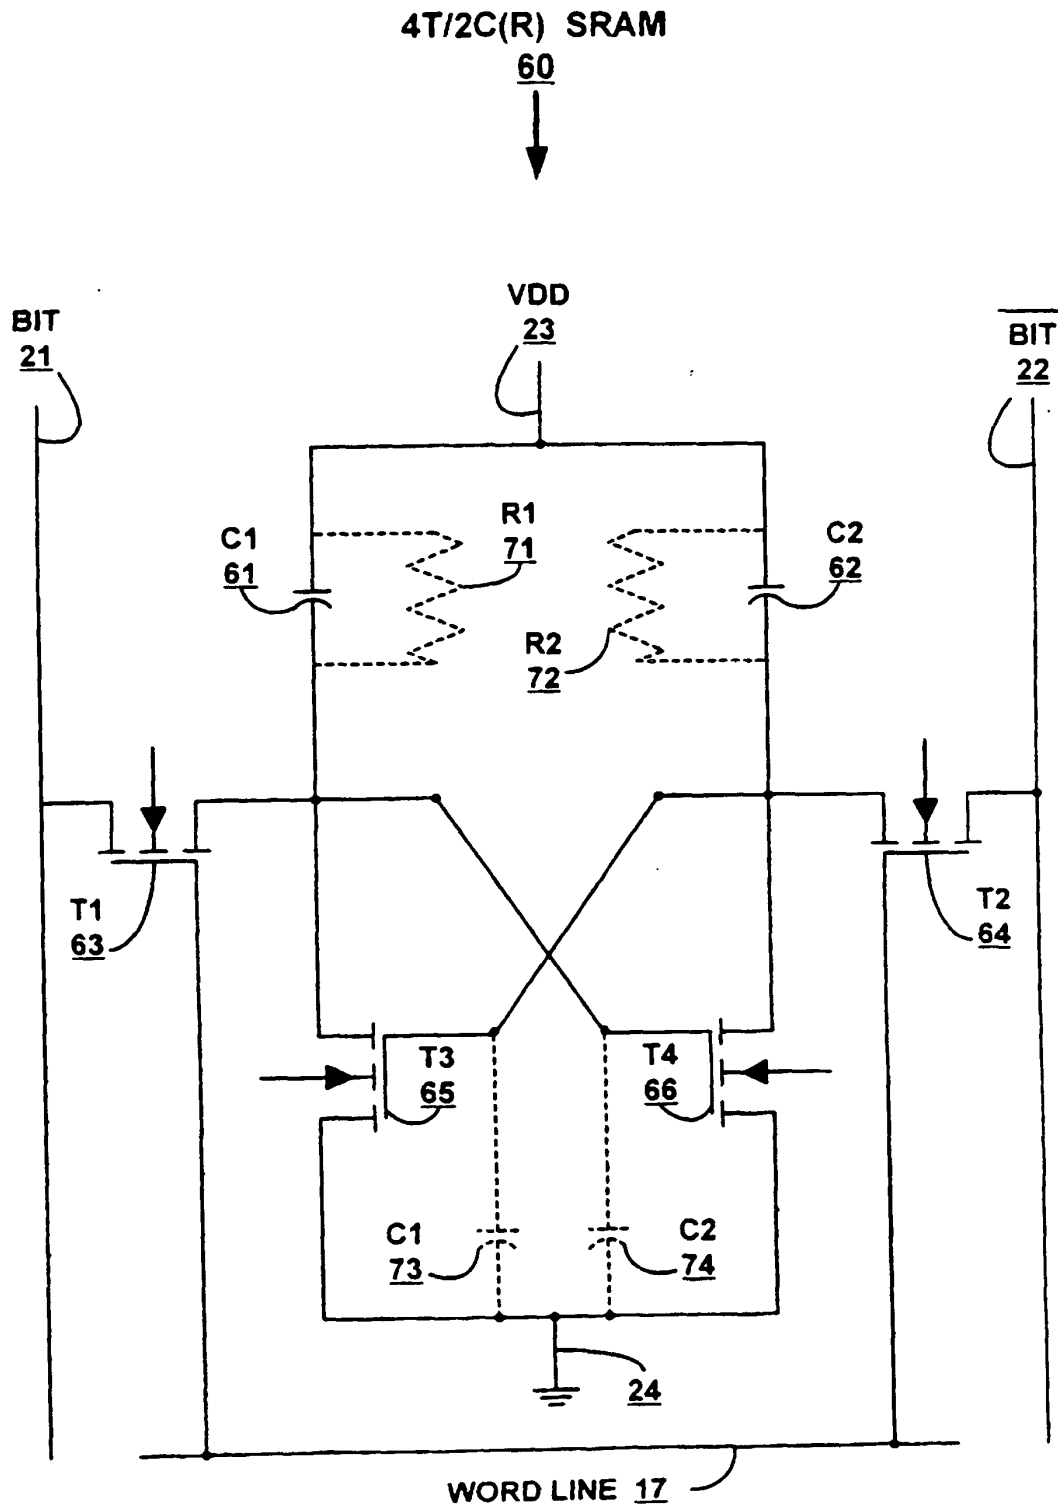 4T/2C(R) SRAM
60
VDD
23
BIT
21
BIT
22
R1
71
C1
61
C2
62
R2
72
T1
63
T2
64
T3
65
T4
66
C1
73
C2
74
24
WORD LINE 17